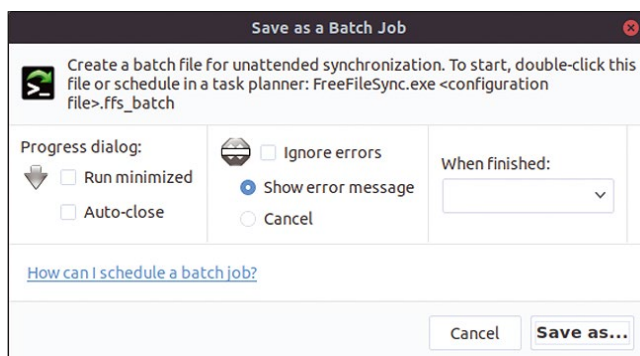 Save as a Batch Job
Create a batch file for unattended synchronization. To start, double-click this
file or schedule in a task planner: FreeFileSync.exe <configuration
file>.ffs_batch
Progress dialog:
Run minimized
Auto-close
Ignore errors
Show error message
Cancel
When finished:
How can I schedule a batch job?
Cancel
Save as...